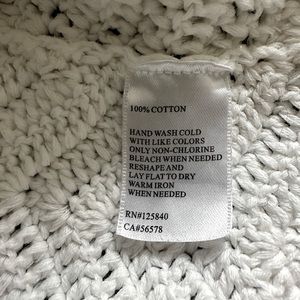 100% COTTON
HAND WASH COLD
WITH LIKE COLORS
ONLY NON-CHLORINE
BLEACH WHEN NEEDED
RESHAPE AND
LAY FLAT TO DRY
WARM IRON
WHEN NEEDED
RN#125840
CA#56578